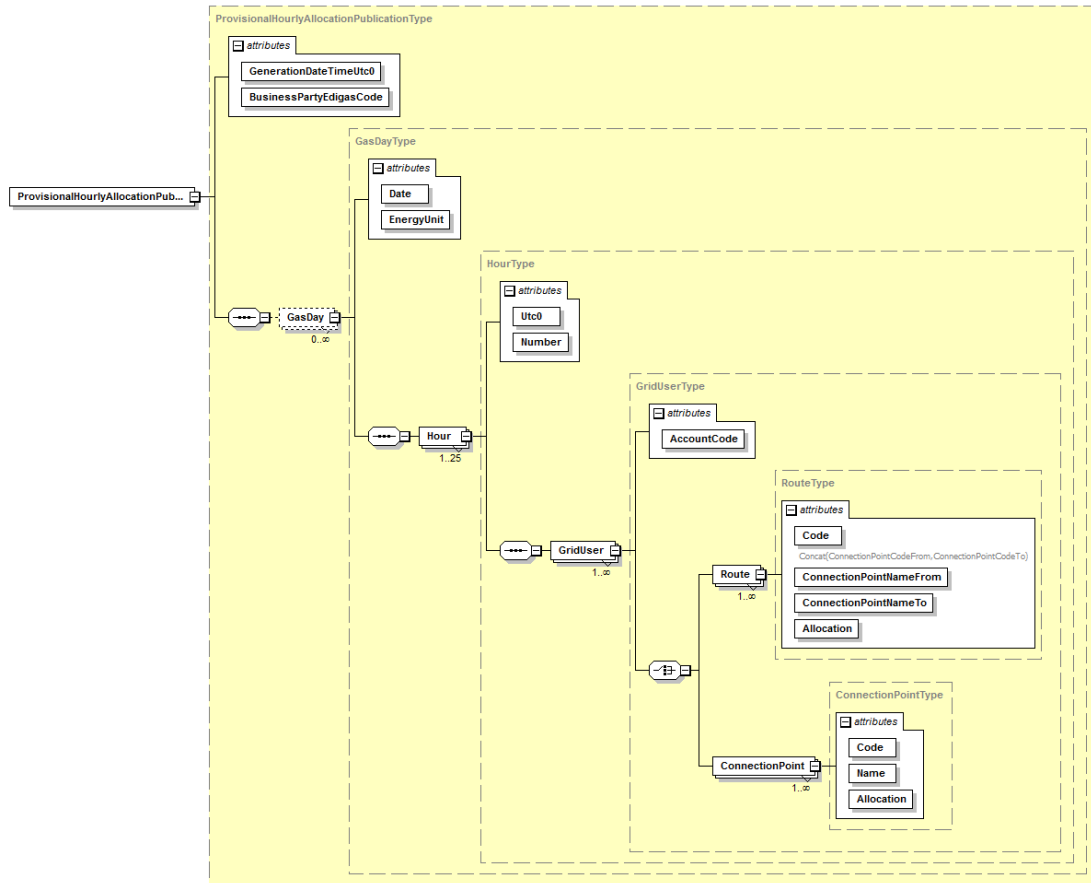 ProvisionalHourlyAllocationPublicationType
attributes
GenerationDateTimeUtc0
BusinessPartyEdigasCode
GasDayType
attributes
Date
EnergyUnit
ProvisionalHourlyAllocationPub...
HourType
attributes
Utc0
Number
GasDay
0..∞
GridUserType
attributes
AccountCode
Hour
1..25
RouteType
attributes
Code
Concat(ConnectionPointCodeFrom,ConnectionPointCodeTo)
ConnectionPointNameFrom
ConnectionPointNameTo
Allocation
GridUser
1..∞
Route
1..∞
ConnectionPointType
attributes
Code
Name
Allocation
ConnectionPoint
1..∞